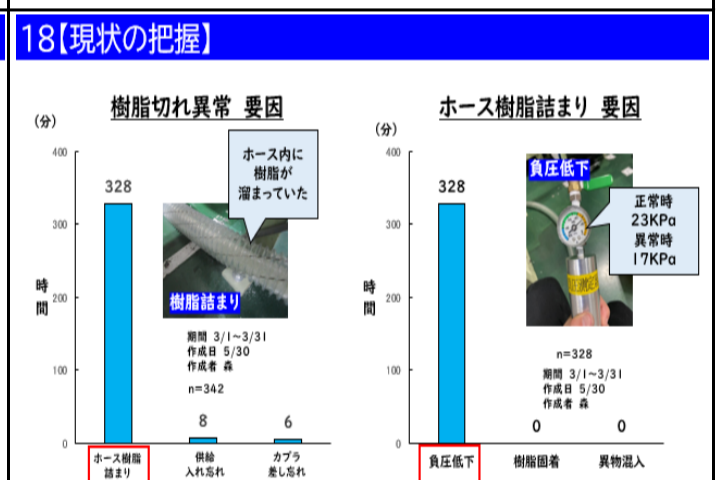 18【現状の把握】
樹脂切れ異常 要因
(分)
400
300
200
100
0
時間
328
8
6
ホース内に
樹脂が
溜まっていた
樹脂詰まり
期間 3/1~3/31
作成日 5/30
作成者 森
n=342
ホース樹脂
詰まり
供給
入れ忘れ
カプラ
差し忘れ
ホース樹脂詰まり 要因
(分)
400
300
200
100
0
時間
328
0
0
負圧低下
正常時
23KPa
異常時
17KPa
n=328
期間 3/1~3/31
作成日 5/30
作成者 森
負圧低下
樹脂固着
異物混入